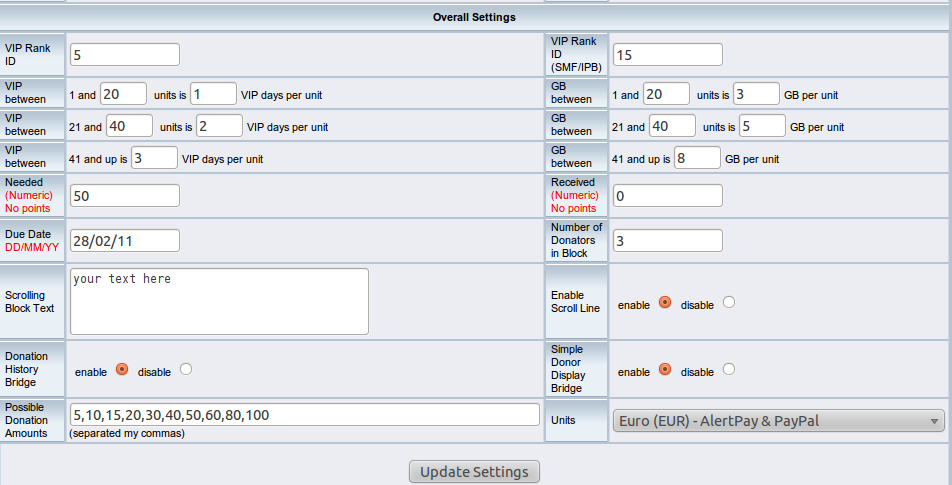 Overall Settings
VIP Rank ID 5 VIP Rank ID (SMF/IPB) 15
VIP between 1 and 20 units is 1 VIP days per unit GB between 1 and 20 units is 3 GB per unit
VIP between 21 and 40 units is 2 VIP days per unit GB between 21 and 40 units is 5 GB per unit
VIP between 41 and up is 3 VIP days per unit GB between 41 and up is 8 GB per unit
Needed (Numeric) No points 50 Received (Numeric) No points 0
Due Date DD/MM/YY 28/02/11 Number of Donators in Block 3
Scrolling Block Text your text here Enable Scroll Line enable disable
Donation History Bridge enable disable Simple Donor Display Bridge enable disable
Possible Donation Amounts 5,10,15,20,30,40,50,60,80,100 (separated my commas) Units Euro (EUR) - AlertPay & PayPal
Update Settings